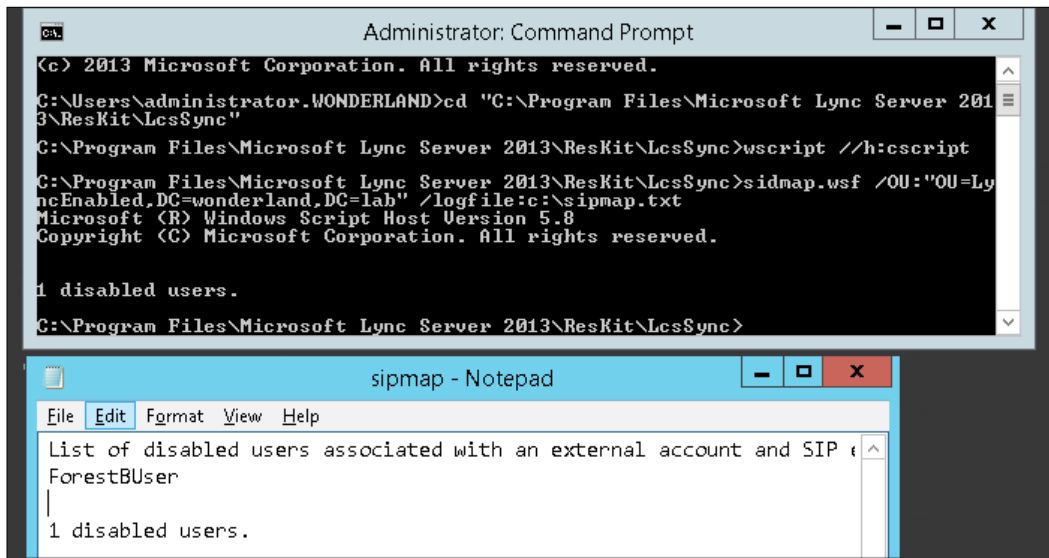 Administrator: Command Prompt
(c) 2013 Microsoft Corporation. All rights reserved.
C:\Users\administrator.WONDERLAND>cd "C:\Program Files\Microsoft Lync Server 201
3\ResKit\LcsSync"
C:\Program Files\Microsoft Lync Server 2013\ResKit\LcsSync>wscript //h:cscript
C:\Program Files\Microsoft Lync Server 2013\ResKit\LcsSync>sidmap.wsf /OU:"OU=Ly
ncEnabled,DC=wonderland,DC=lab" /logfile:c:\sipmap.txt
Microsoft (R) Windows Script Host Version 5.8
Copyright (C) Microsoft Corporation. All rights reserved.
1 disabled users.
C:\Program Files\Microsoft Lync Server 2013\ResKit\LcsSync>
sipmap - Notepad
File Edit Format View Help
List of disabled users associated with an external account and SIP
ForestBUser
1 disabled users.